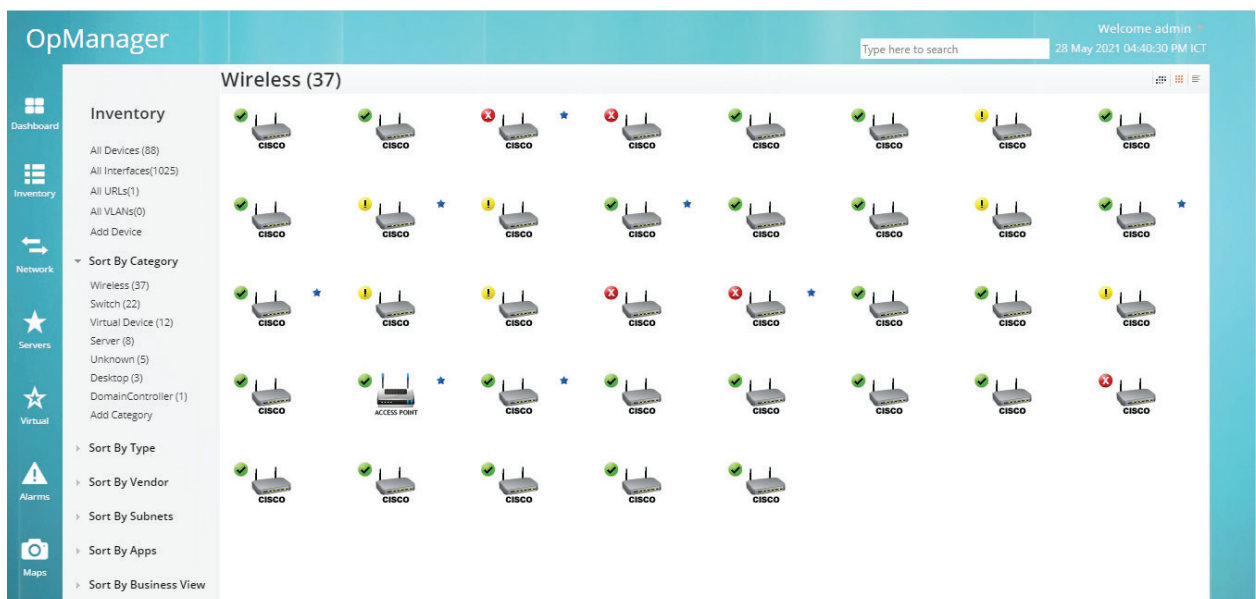 OpManager
Welcome admin
Type here to search
28 May 2021 04:40:30 PM ICT
Dashboard
Inventory
Network
Servers
Virtual
Alarms
Maps
Inventory
All Devices (88)
All Interfaces(1025)
All URLs(1)
All VLANs(0)
Add Device
Sort By Category
Wireless (37)
Switch (22)
Virtual Device (12)
Server (8)
Unknown (5)
Desktop (3)
DomainController (1)
Add Category
Sort By Type
Sort By Vendor
Sort By Subnets
Sort By Apps
Sort By Business View
Wireless (37)
CISCO CISCO CISCO CISCO CISCO CISCO CISCO CISCO
CISCO CISCO CISCO CISCO CISCO CISCO CISCO CISCO
CISCO CISCO CISCO CISCO CISCO CISCO CISCO CISCO
CISCO ACCESS POINT CISCO CISCO CISCO CISCO CISCO CISCO
CISCO CISCO CISCO CISCO CISCO